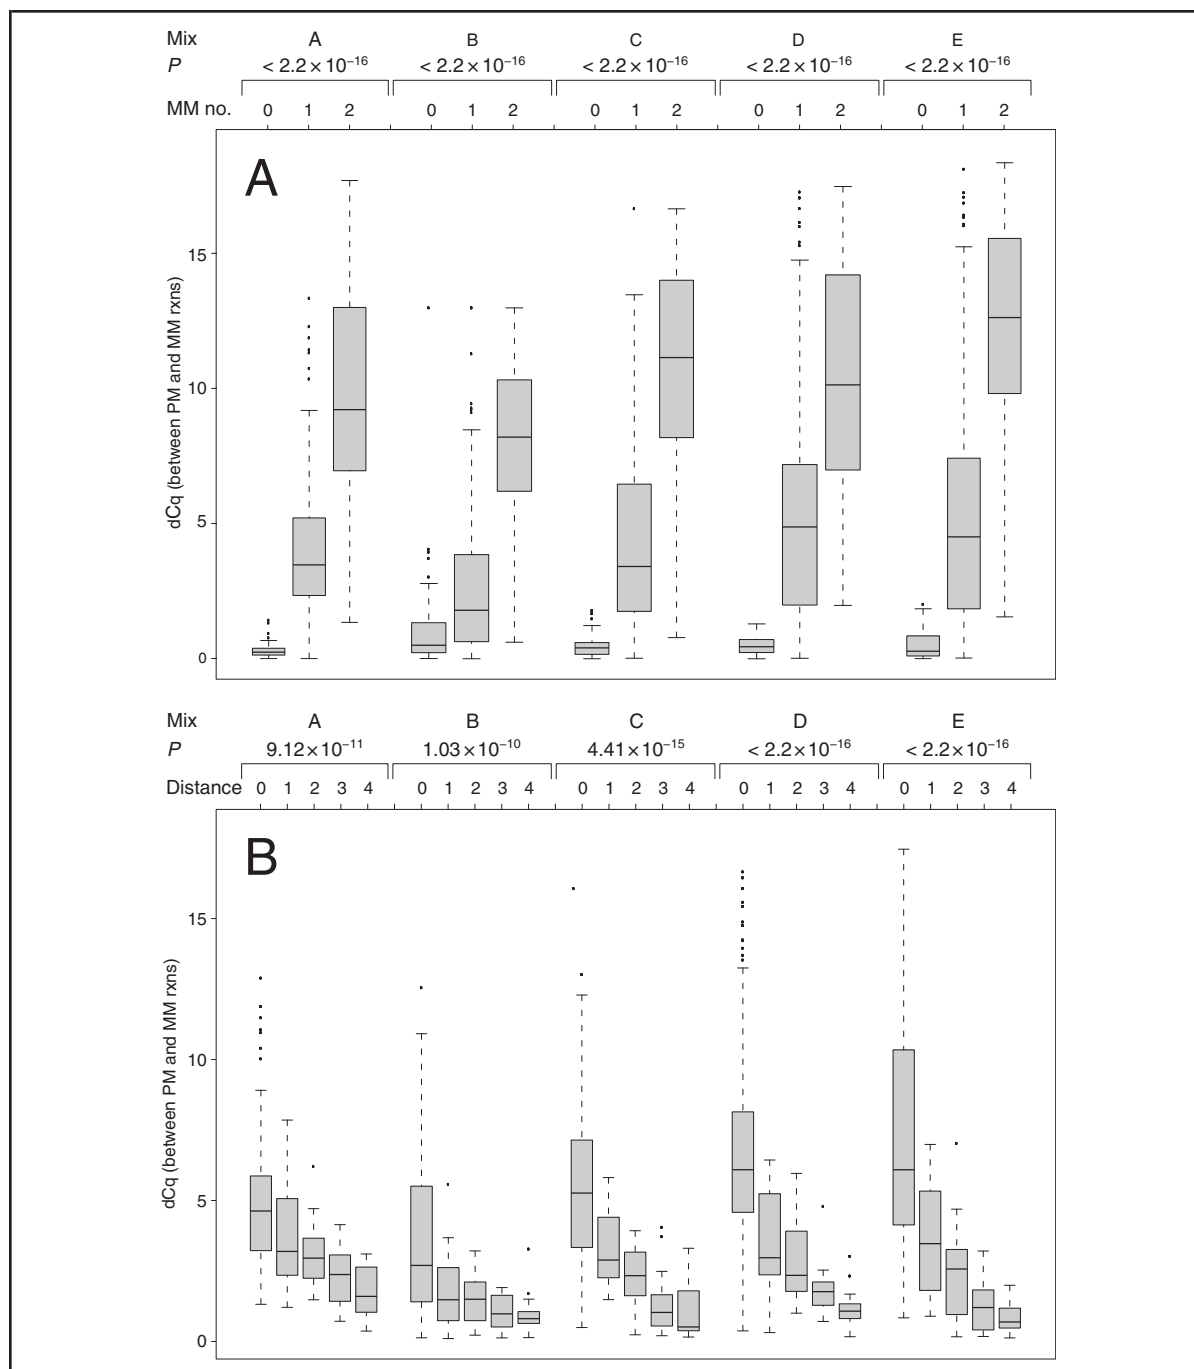 Mix A B C D E
P < 2.2 × 10⁻¹⁶ < 2.2 × 10⁻¹⁶ < 2.2 × 10⁻¹⁶ < 2.2 × 10⁻¹⁶ < 2.2 × 10⁻¹⁶
MM no. 0 1 2 0 1 2 0 1 2 0 1 2 0 1 2
A
15
10
5
0
dCq (between PM and MM rxns)
Mix A B C D E
P 9.12 × 10⁻¹¹ 1.03 × 10⁻¹⁰ 4.41 × 10⁻¹⁵ < 2.2 × 10⁻¹⁶ < 2.2 × 10⁻¹⁶
Distance 0 1 2 3 4 0 1 2 3 4 0 1 2 3 4 0 1 2 3 4 0 1 2 3 4
B
15
10
5
0
dCq (between PM and MM rxns)